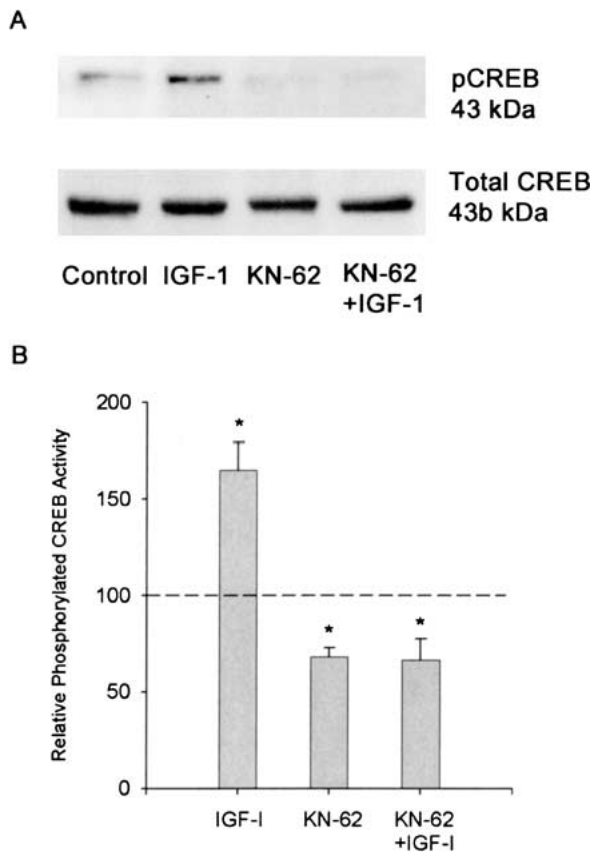 A
pCREB
43 kDa
Total CREB
43b kDa
Control IGF-1 KN-62 KN-62
+IGF-1
B
Relative Phosphorylated CREB Activity
200
150
100
50
0
*
*
*
IGF-I KN-62 KN-62
+IGF-I